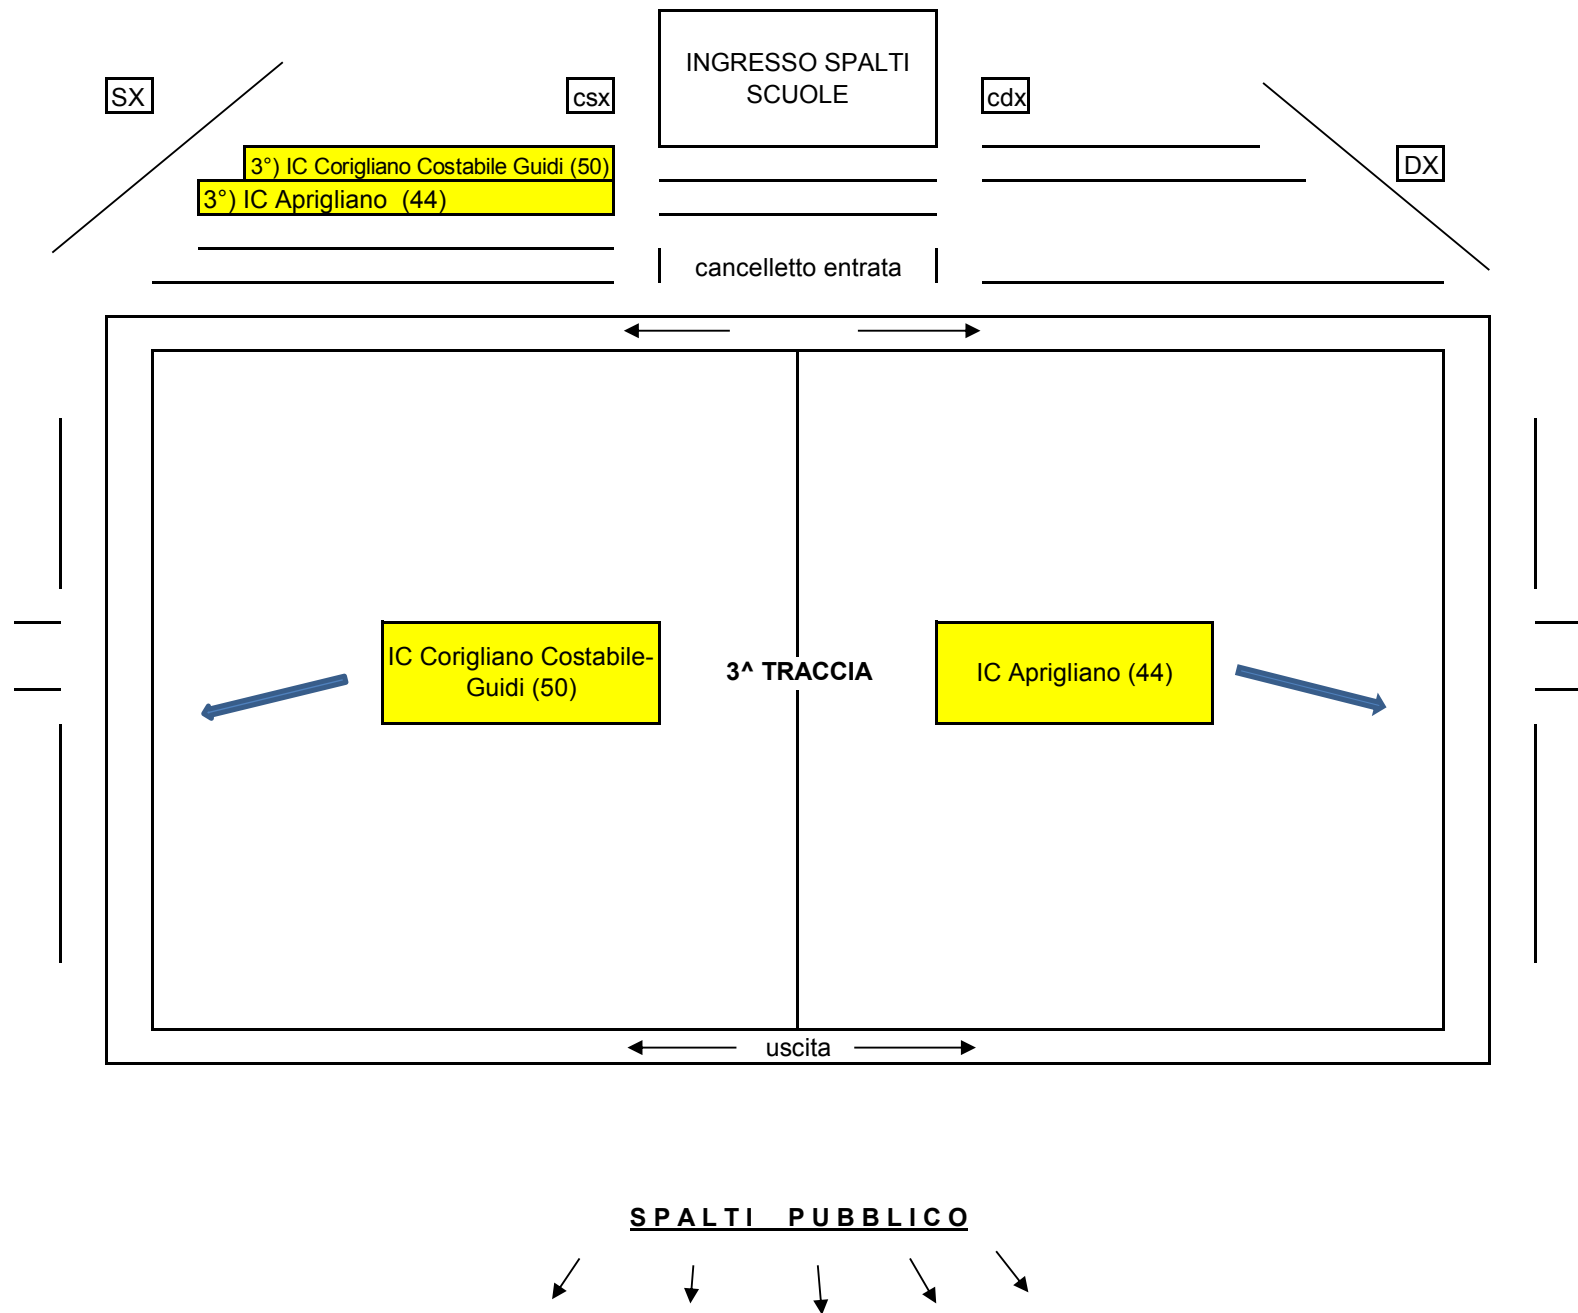 INGRESSO SPALTI
SCUOLE
SX
csx
cdx
3°) IC Corigliano Costabile Guidi (50)
DX
3°) IC Aprigliano (44)
cancelletto entrata
IC Corigliano Costabile-
Guidi (50)
3^ TRACCIA
IC Aprigliano (44)
uscita
SPALTI PUBBLICO